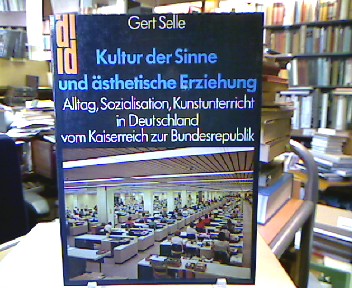 Gert Selle
Kultur der Sinne
und ästhetische Erziehung
Alltag, Sozialisation, Kunstunterricht
in Deutschland
vom Kaiserreich zur Bundesrepublik